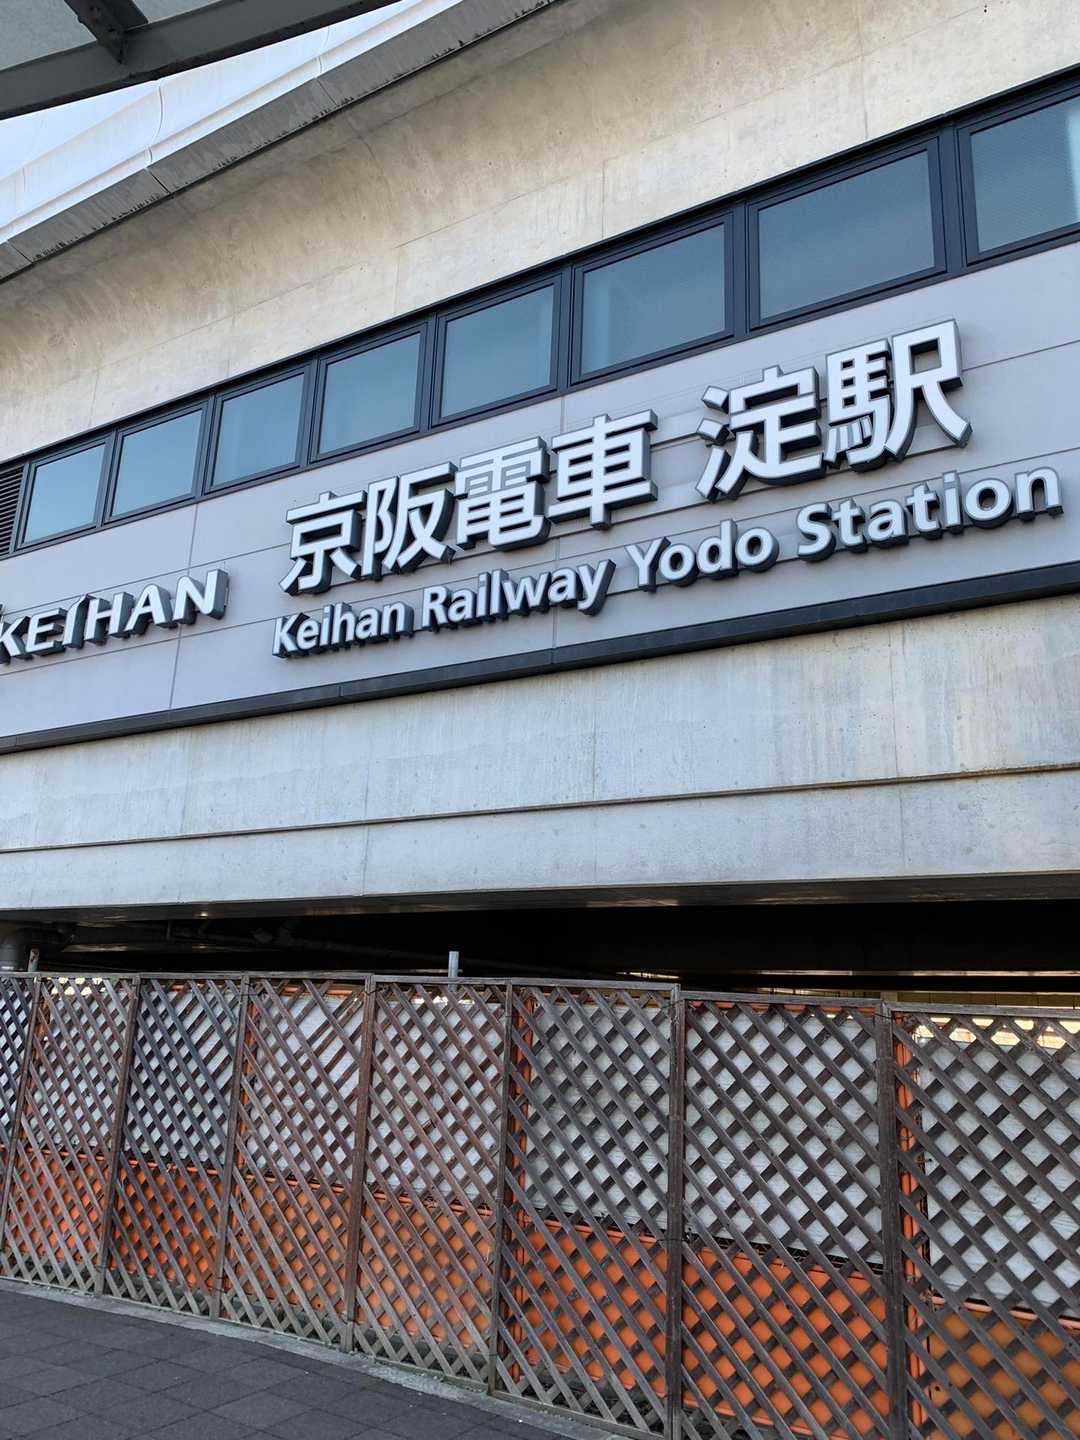 KEIHAN
京阪電車 淀駅
Keihan Railway Yodo Station